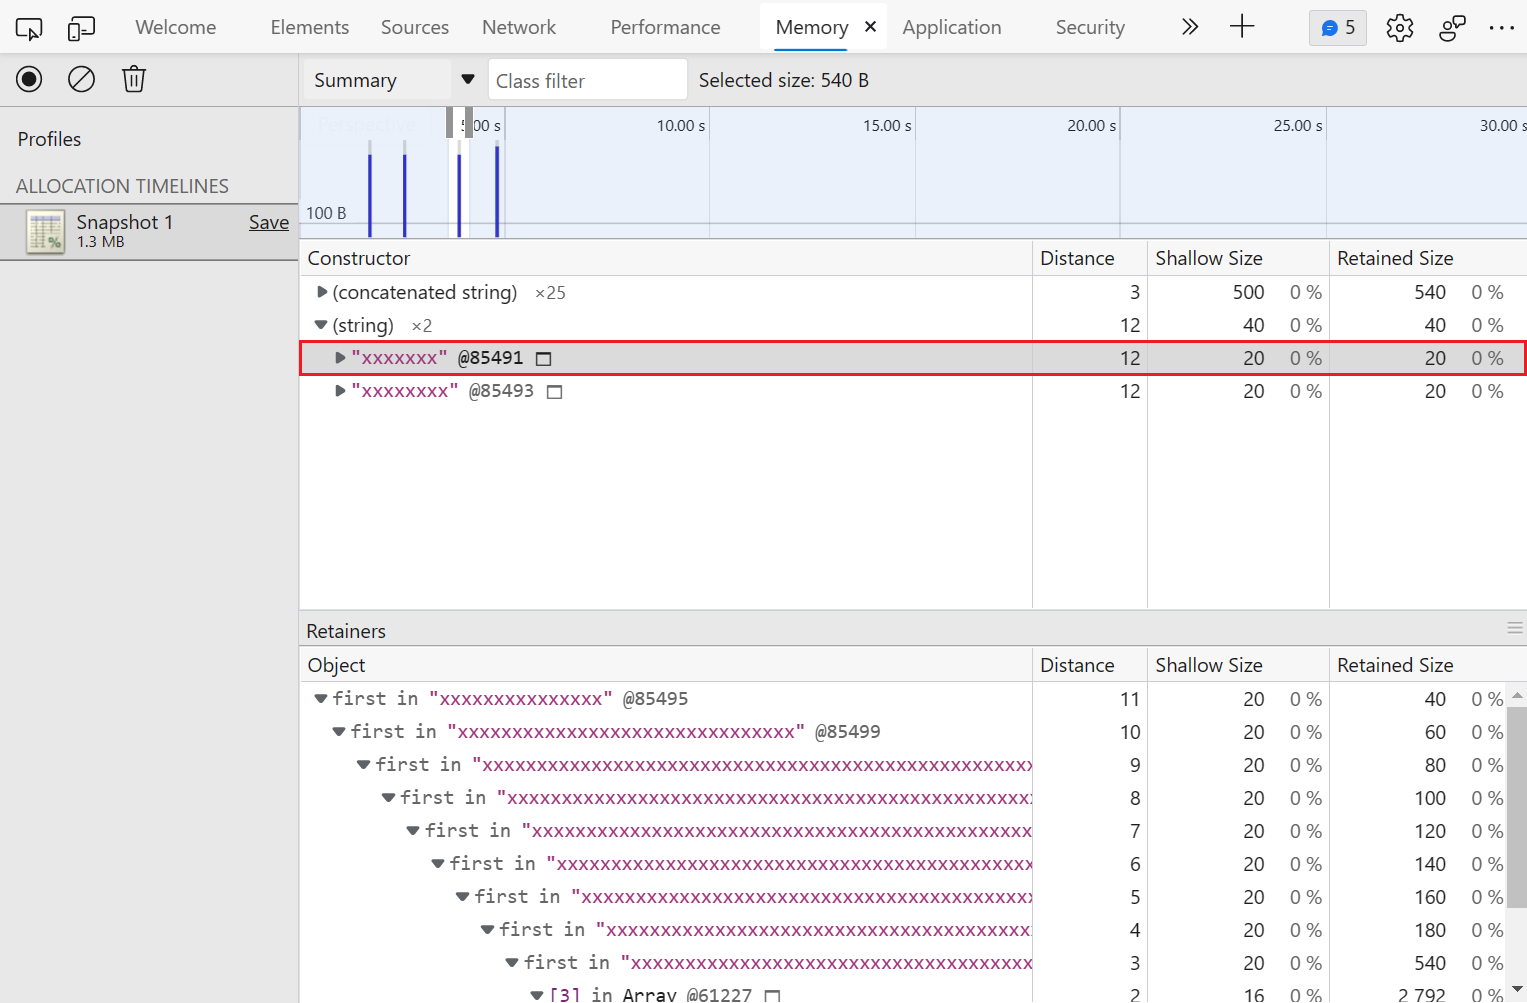 Welcome Elements Sources Network Performance Memory Application Security 5
Summary Class filter Selected size: 540 B
Profiles
ALLOCATION TIMELINES
Snapshot 1 Save
1.3 MB
5.00 s 10.00 s 15.00 s 20.00 s 25.00 s 30.00 s
100 B
Constructor Distance Shallow Size Retained Size
(concatenated string) ×25 3 500 0 % 540 0 %
(string) ×2 12 40 0 % 40 0 %
"xxxxxxx" @85491 12 20 0 % 20 0 %
"xxxxxxxx" @85493 12 20 0 % 20 0 %
Retainers
Object Distance Shallow Size Retained Size
first in "xxxxxxxxxxxxxxx" @85495 11 20 0 % 40 0 %
first in "xxxxxxxxxxxxxxxxxxxxxxxxxxxxxxx" @85499 10 20 0 % 60 0 %
first in "xxxxxxxxxxxxxxxxxxxxxxxxxxxxxxxxxxxxxxxxxxxxxxxxxxx 9 20 0 % 80 0 %
first in "xxxxxxxxxxxxxxxxxxxxxxxxxxxxxxxxxxxxxxxxxxxxxxxx 8 20 0 % 100 0 %
first in "xxxxxxxxxxxxxxxxxxxxxxxxxxxxxxxxxxxxxxxxxxxxxx 7 20 0 % 120 0 %
first in "xxxxxxxxxxxxxxxxxxxxxxxxxxxxxxxxxxxxxxxxxxxx 6 20 0 % 140 0 %
first in "xxxxxxxxxxxxxxxxxxxxxxxxxxxxxxxxxxxxxxxxxx 5 20 0 % 160 0 %
first in "xxxxxxxxxxxxxxxxxxxxxxxxxxxxxxxxxxxxxxx 4 20 0 % 180 0 %
first in "xxxxxxxxxxxxxxxxxxxxxxxxxxxxxxxxxxxxx 3 20 0 % 540 0 %
[3] in Array @61227 2 16 0 % 2 792 0 %